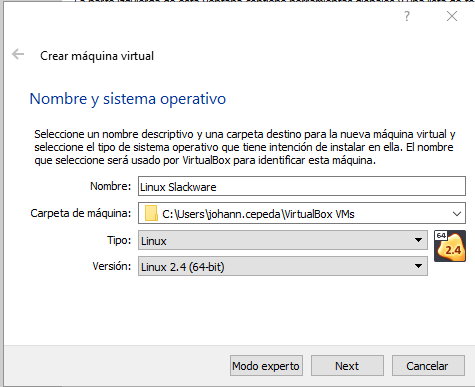 Crear máquina virtual
Nombre y sistema operativo
Seleccione un nombre descriptivo y una carpeta destino para la nueva máquina virtual y
seleccione el tipo de sistema operativo que tiene intención de instalar en ella. El nombre
que seleccione será usado por VirtualBox para identificar esta máquina.
Nombre: Linux Slackware
Carpeta de máquina: C:\Users\johann.cepeda\VirtualBox VMs
Tipo: Linux
64
2.4
Versión: Linux 2.4 (64-bit)
Modo experto Next Cancelar